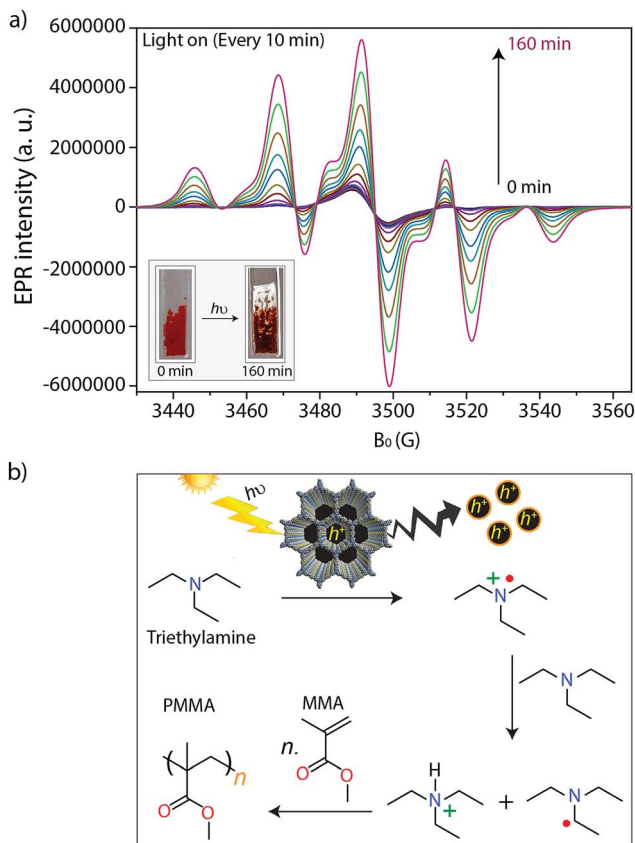 a)
Light on (Every 10 min)
160 min
0 min
EPR intensity (a. u.)
6000000
4000000
2000000
0
-2000000
-4000000
-6000000
hυ
0 min
160 min
3440 3460 3480 3500 3520 3540 3560
B₀ (G)
b)
hυ
h⁺
h⁺
h⁺
h⁺
h⁺
N
Triethylamine
+ •
N
N
PMMA
MMA
n.
O
O
( )n
O
O
H
N
+
+
N
•